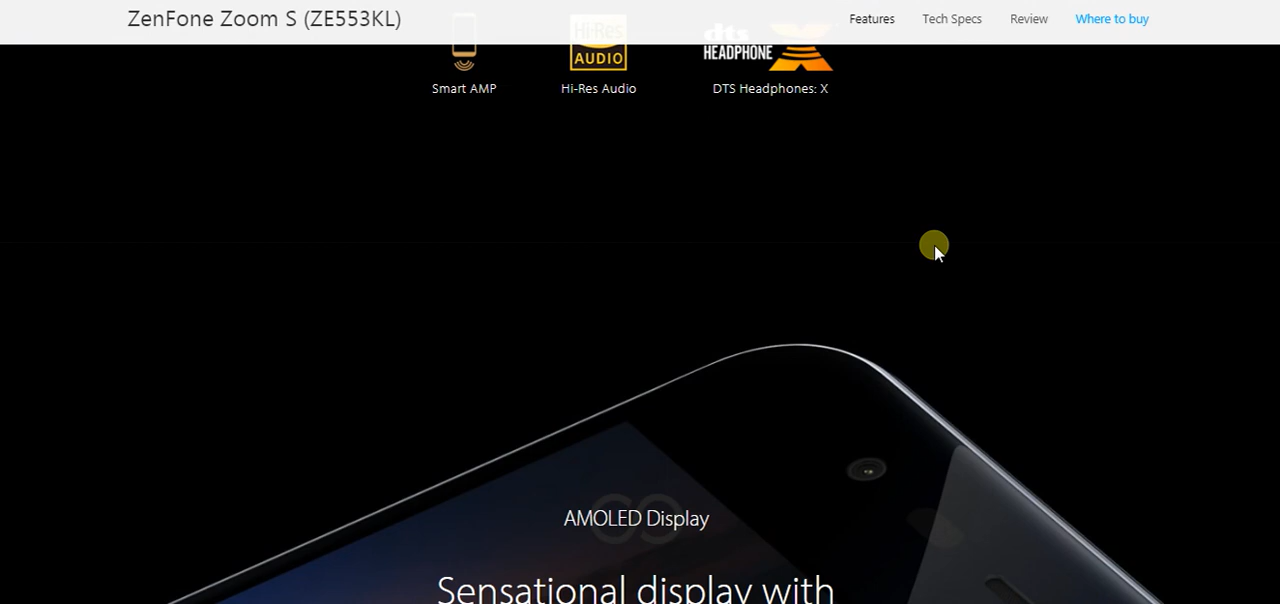 ZenFone Zoom S (ZE553KL)
Features
Tech Specs
Review
Where to buy
Hi-Res
AUDIO
dts
HEADPHONE X
Smart AMP
Hi-Res Audio
DTS Headphones: X
AMOLED Display
Sensational display with